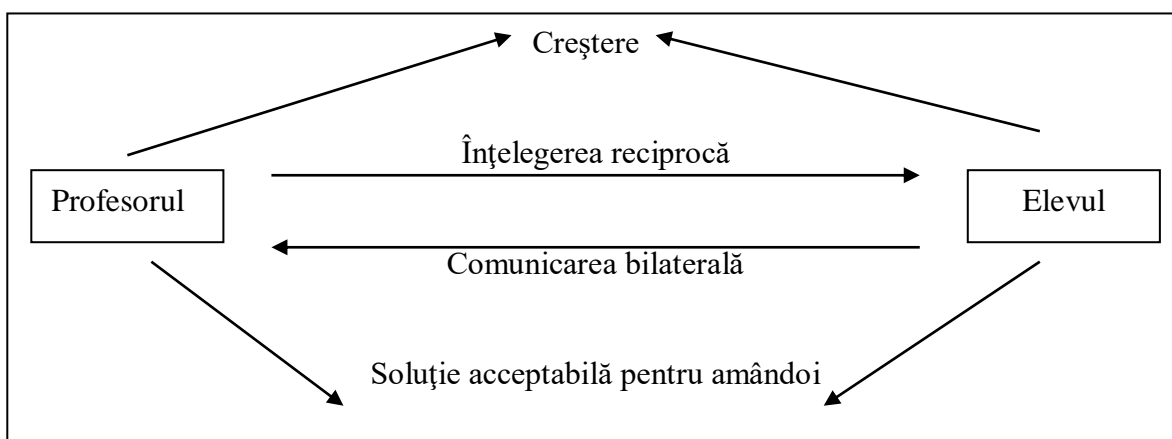 Creştere
Înţelegerea reciprocă
Profesorul
Elevul
Comunicarea bilaterală
Soluţie acceptabilă pentru amândoi